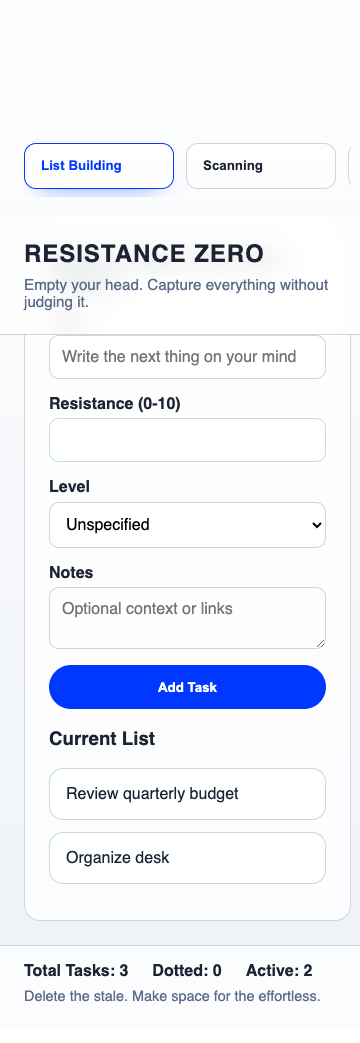 List Building
Scanning
RESISTANCE ZERO
Empty your head. Capture everything without
judging it.
Write the next thing on your mind
Resistance (0-10)
Level
Unspecified
Notes
Optional context or links
Add Task
Current List
Review quarterly budget
Organize desk
Total Tasks: 3 Dotted: 0 Active: 2
Delete the stale. Make space for the effortless.